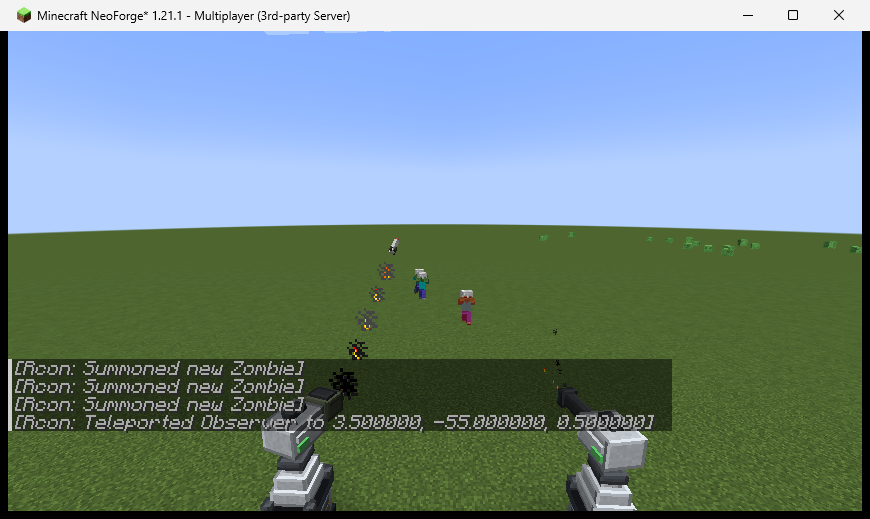 Minecraft NeoForge* 1.21.1 - Multiplayer (3rd-party Server)
[Rcon: Summoned new Zombie]
[Rcon: Summoned new Zombie]
[Rcon: Summoned new Zombie]
[Rcon: Teleported Observer to 3.500000, -55.000000, 0.500000]